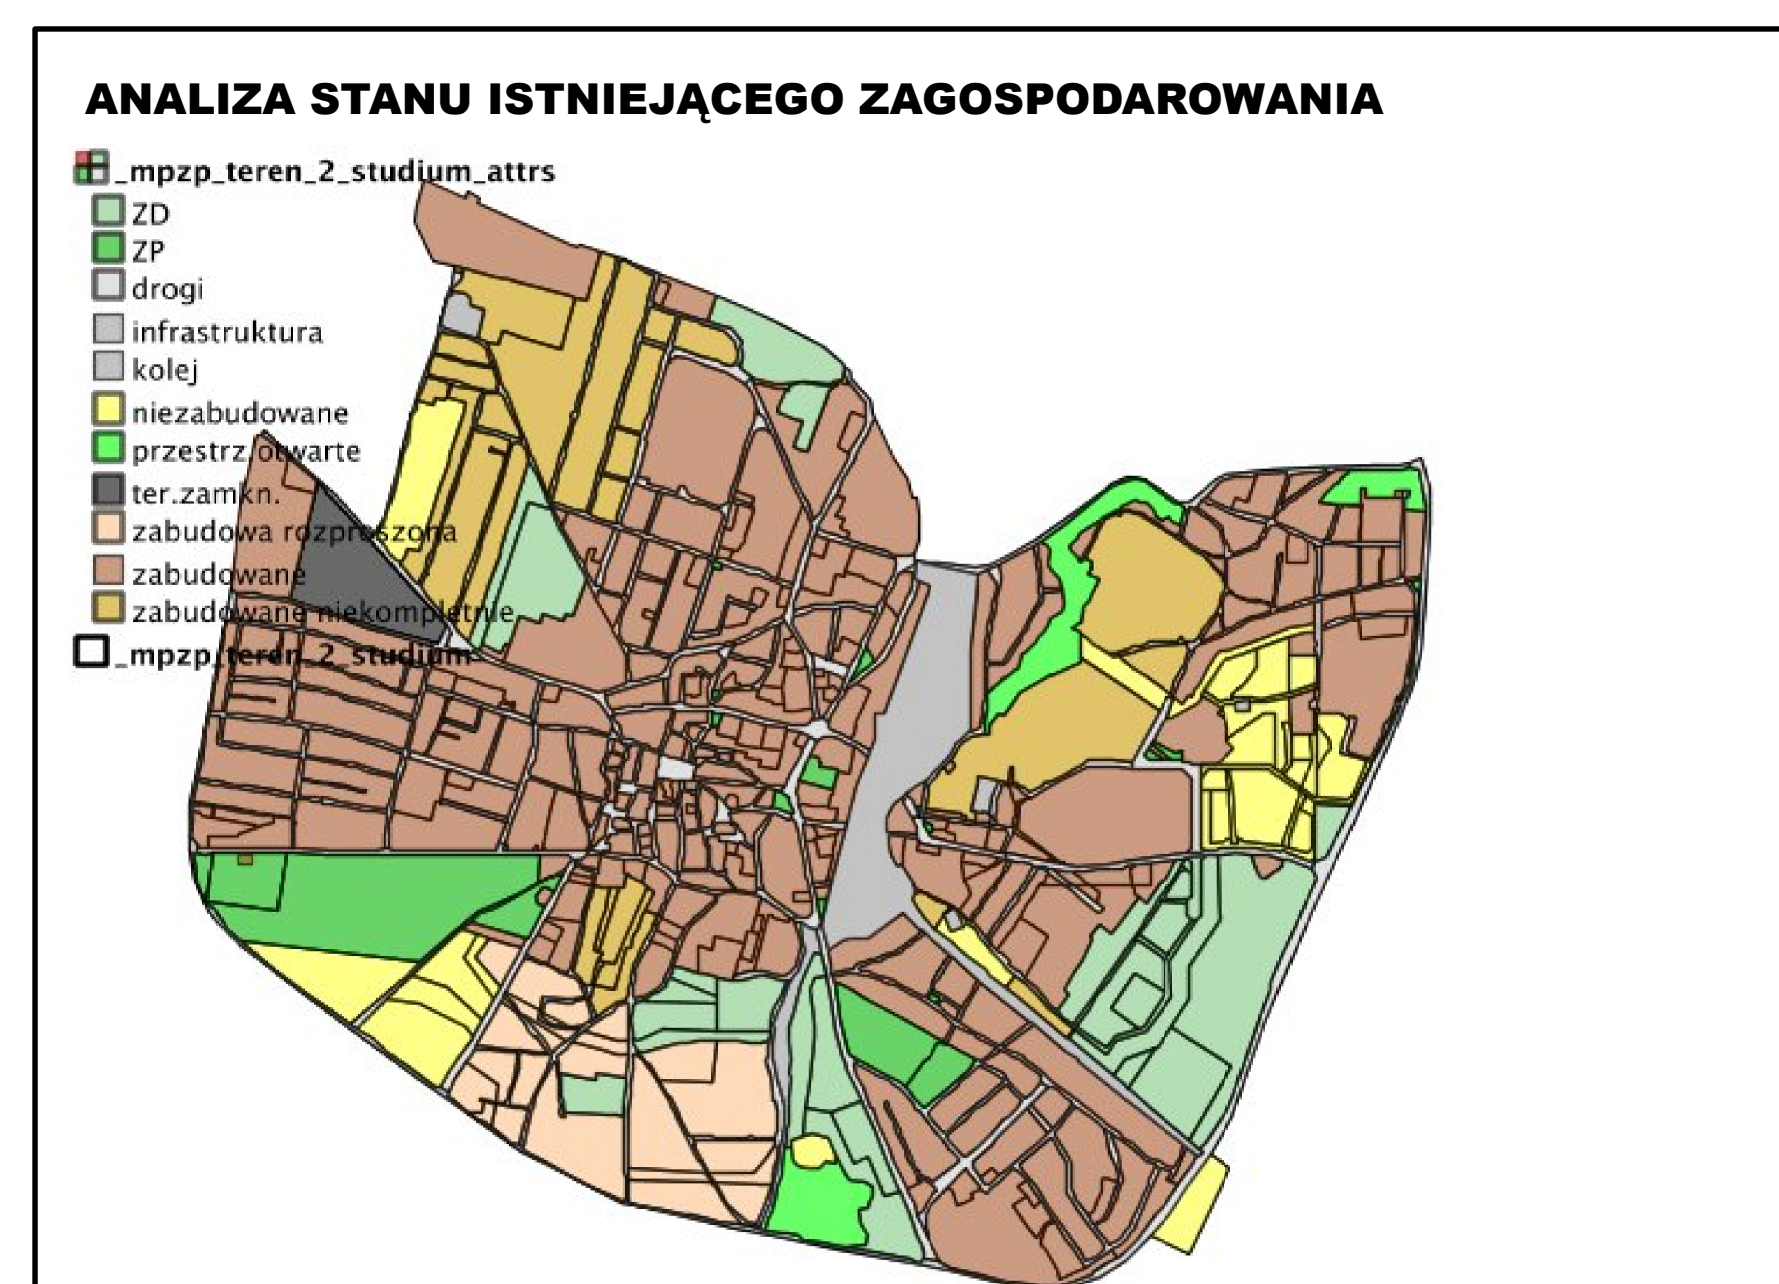 ANALIZA STANU ISTNIEJĄCEGO ZAGOSPODAROWANIA
_mpzp_teren_2_studium_attrs
ZD
ZP
drogi
infrastruktura
kolej
niezabudowane
przestrz.otwarte
ter.zamkn.
zabudowa rozproszona
zabudowane
zabudowane niekompletnie
_mpzp_teren_2_studium